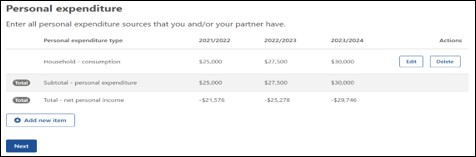 Personal expenditure
Enter all personal expenditure sources that you and/or your partner have.
Personal expenditure type 2021/2022 2022/2023 2023/2024 Actions
Household - consumption $25,000 $27,500 $30,000 Edit Delete
Total Subtotal - personal expenditure $25,000 $27,500 $30,000
Total Total - net personal income -$21,576 -$25,278 -$29,746
Add new item
Next